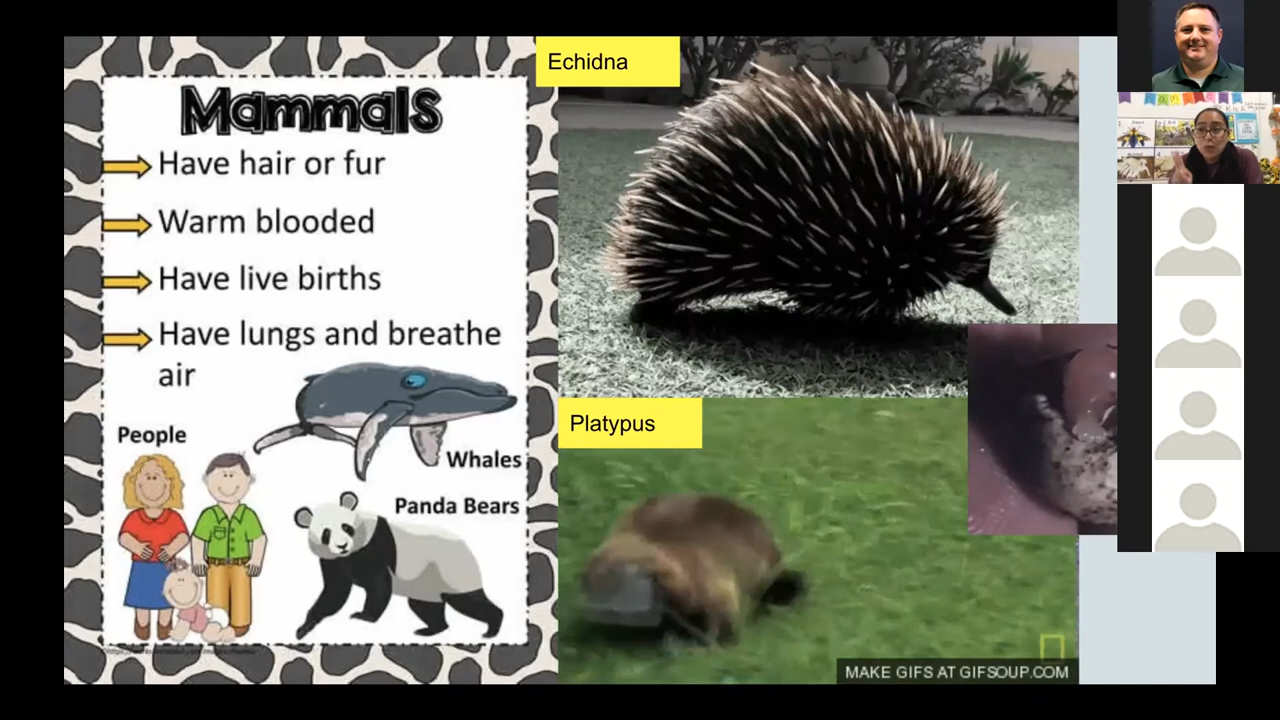 Mammals
Have hair or fur
Warm blooded
Have live births
Have lungs and breathe
air
People
Whales
Panda Bears
Echidna
Platypus
MAKE GIFS AT GIFSOUP.COM